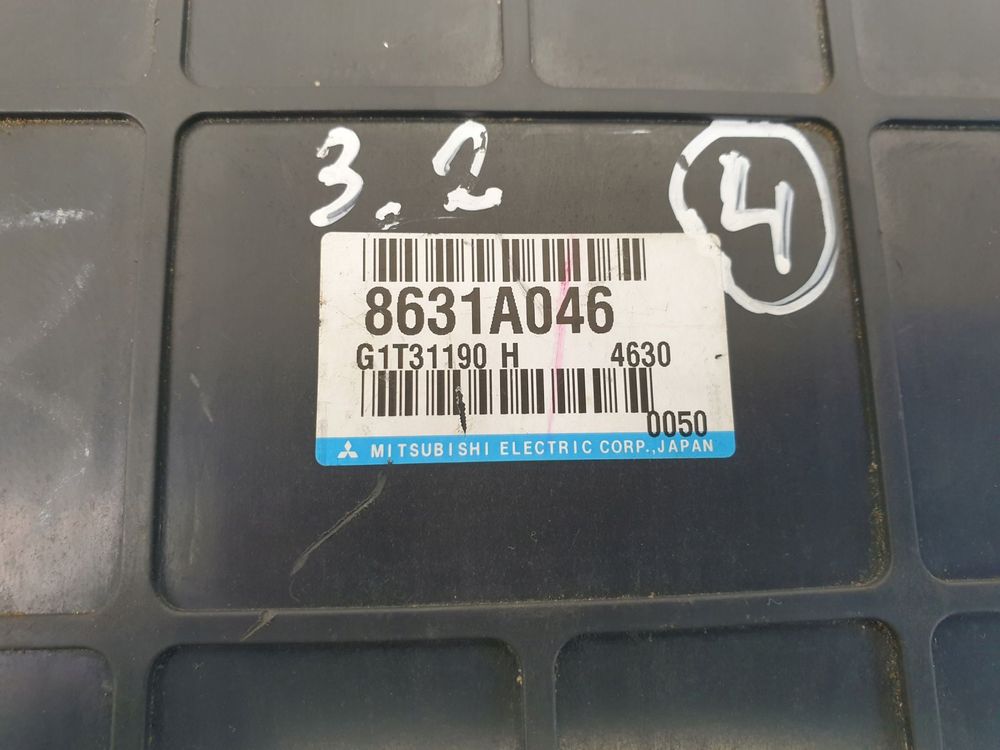 3.2
4
8631A046
G1T31190 H 4630
0050
MITSUBISHI ELECTRIC CORP.,JAPAN